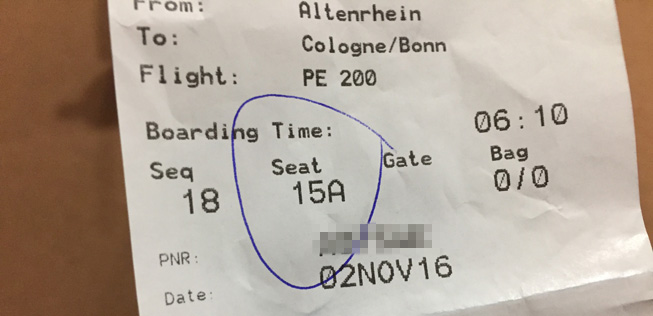 From: Altenrhein
To: Cologne/Bonn
Flight: PE 200
Boarding Time: 06:10
Seq Seat Gate Bag
18 15A 0/0
PNR:
Date: 02NOV16